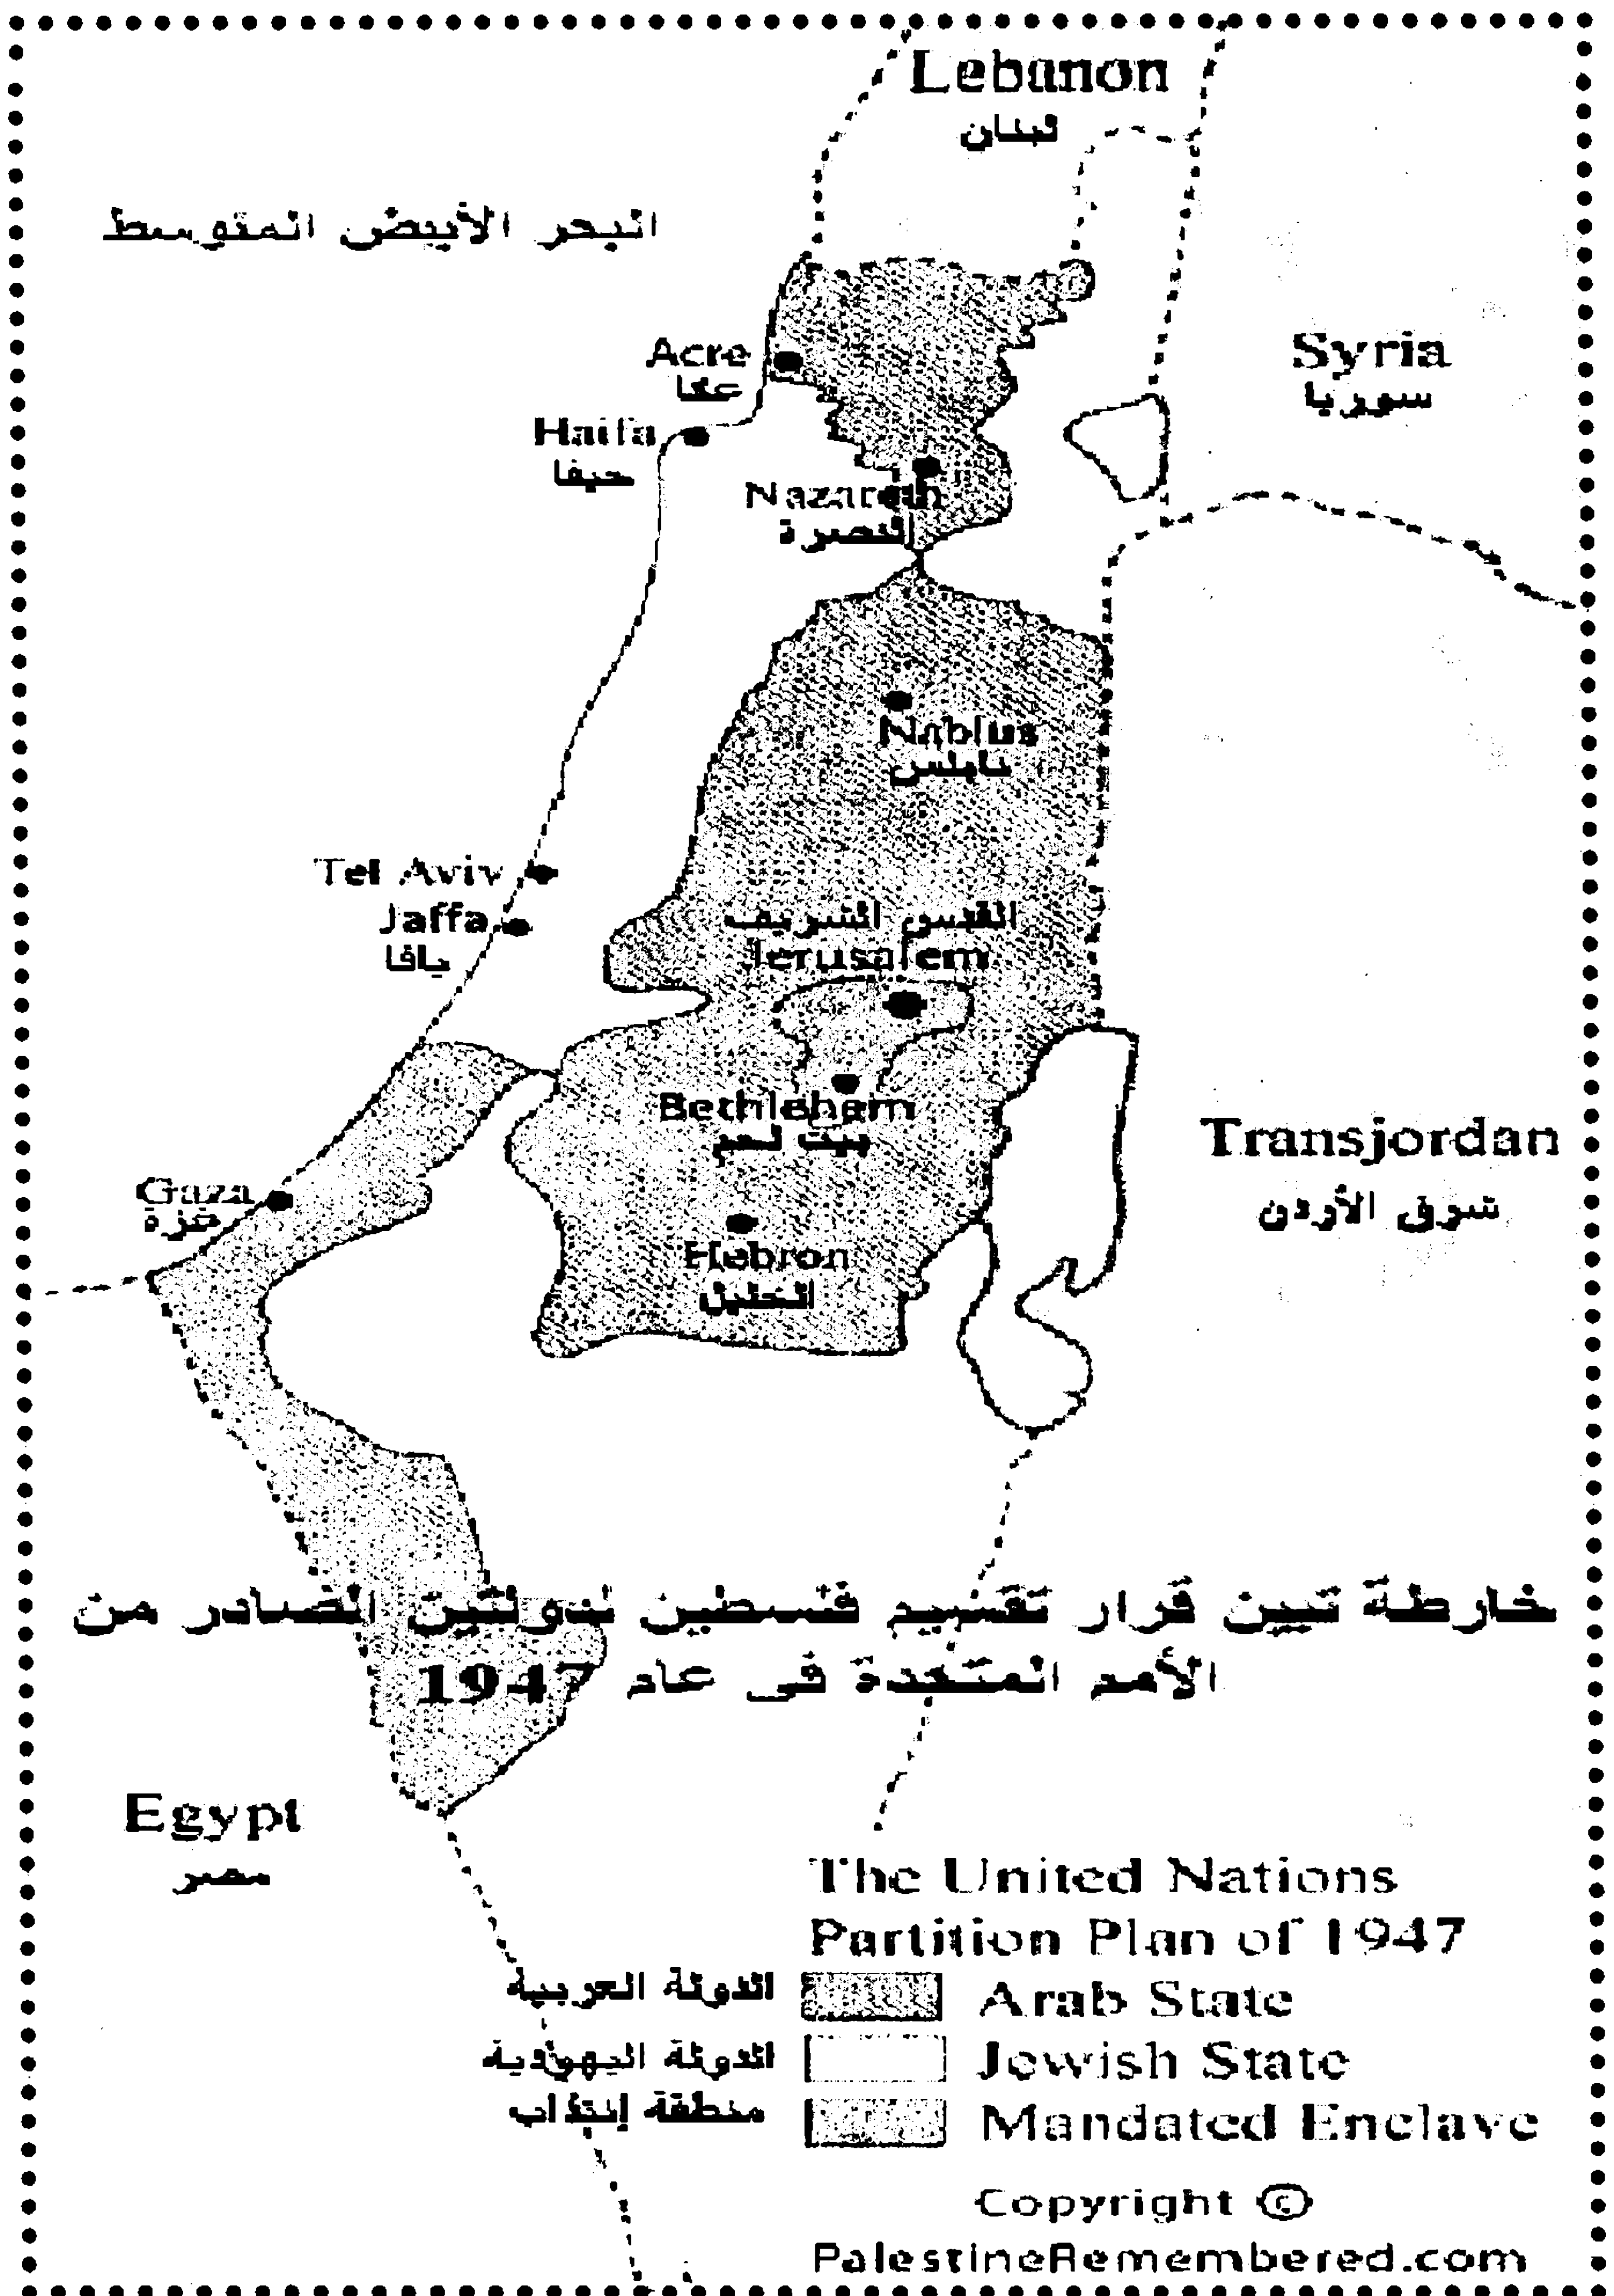 Lebanon
لبنان
البحر الأبيض المتوسط
Acre
عكا
Syria
سوريا
Haifa
حيفا
Nazareth
النصرة
Nablus
نابلس
Tel Aviv
Jaffa
يافا
القدس الشريف
Jerusalem
Bethlehem
بيت لحم
Transjordan
شرق الأردن
Gaza
غزة
Hebron
الخليل
خارطة تبين قرار تقسيم فلسطين لدولتين الصادر من
الأمم المتحدة في عام 1947
Egypt
مصر
The United Nations
Partition Plan of 1947
الدولة العربية Arab State
الدولة اليهودية Jewish State
منطقة إنتداب Mandated Enclave
Copyright ©
PalestineRemembered.com